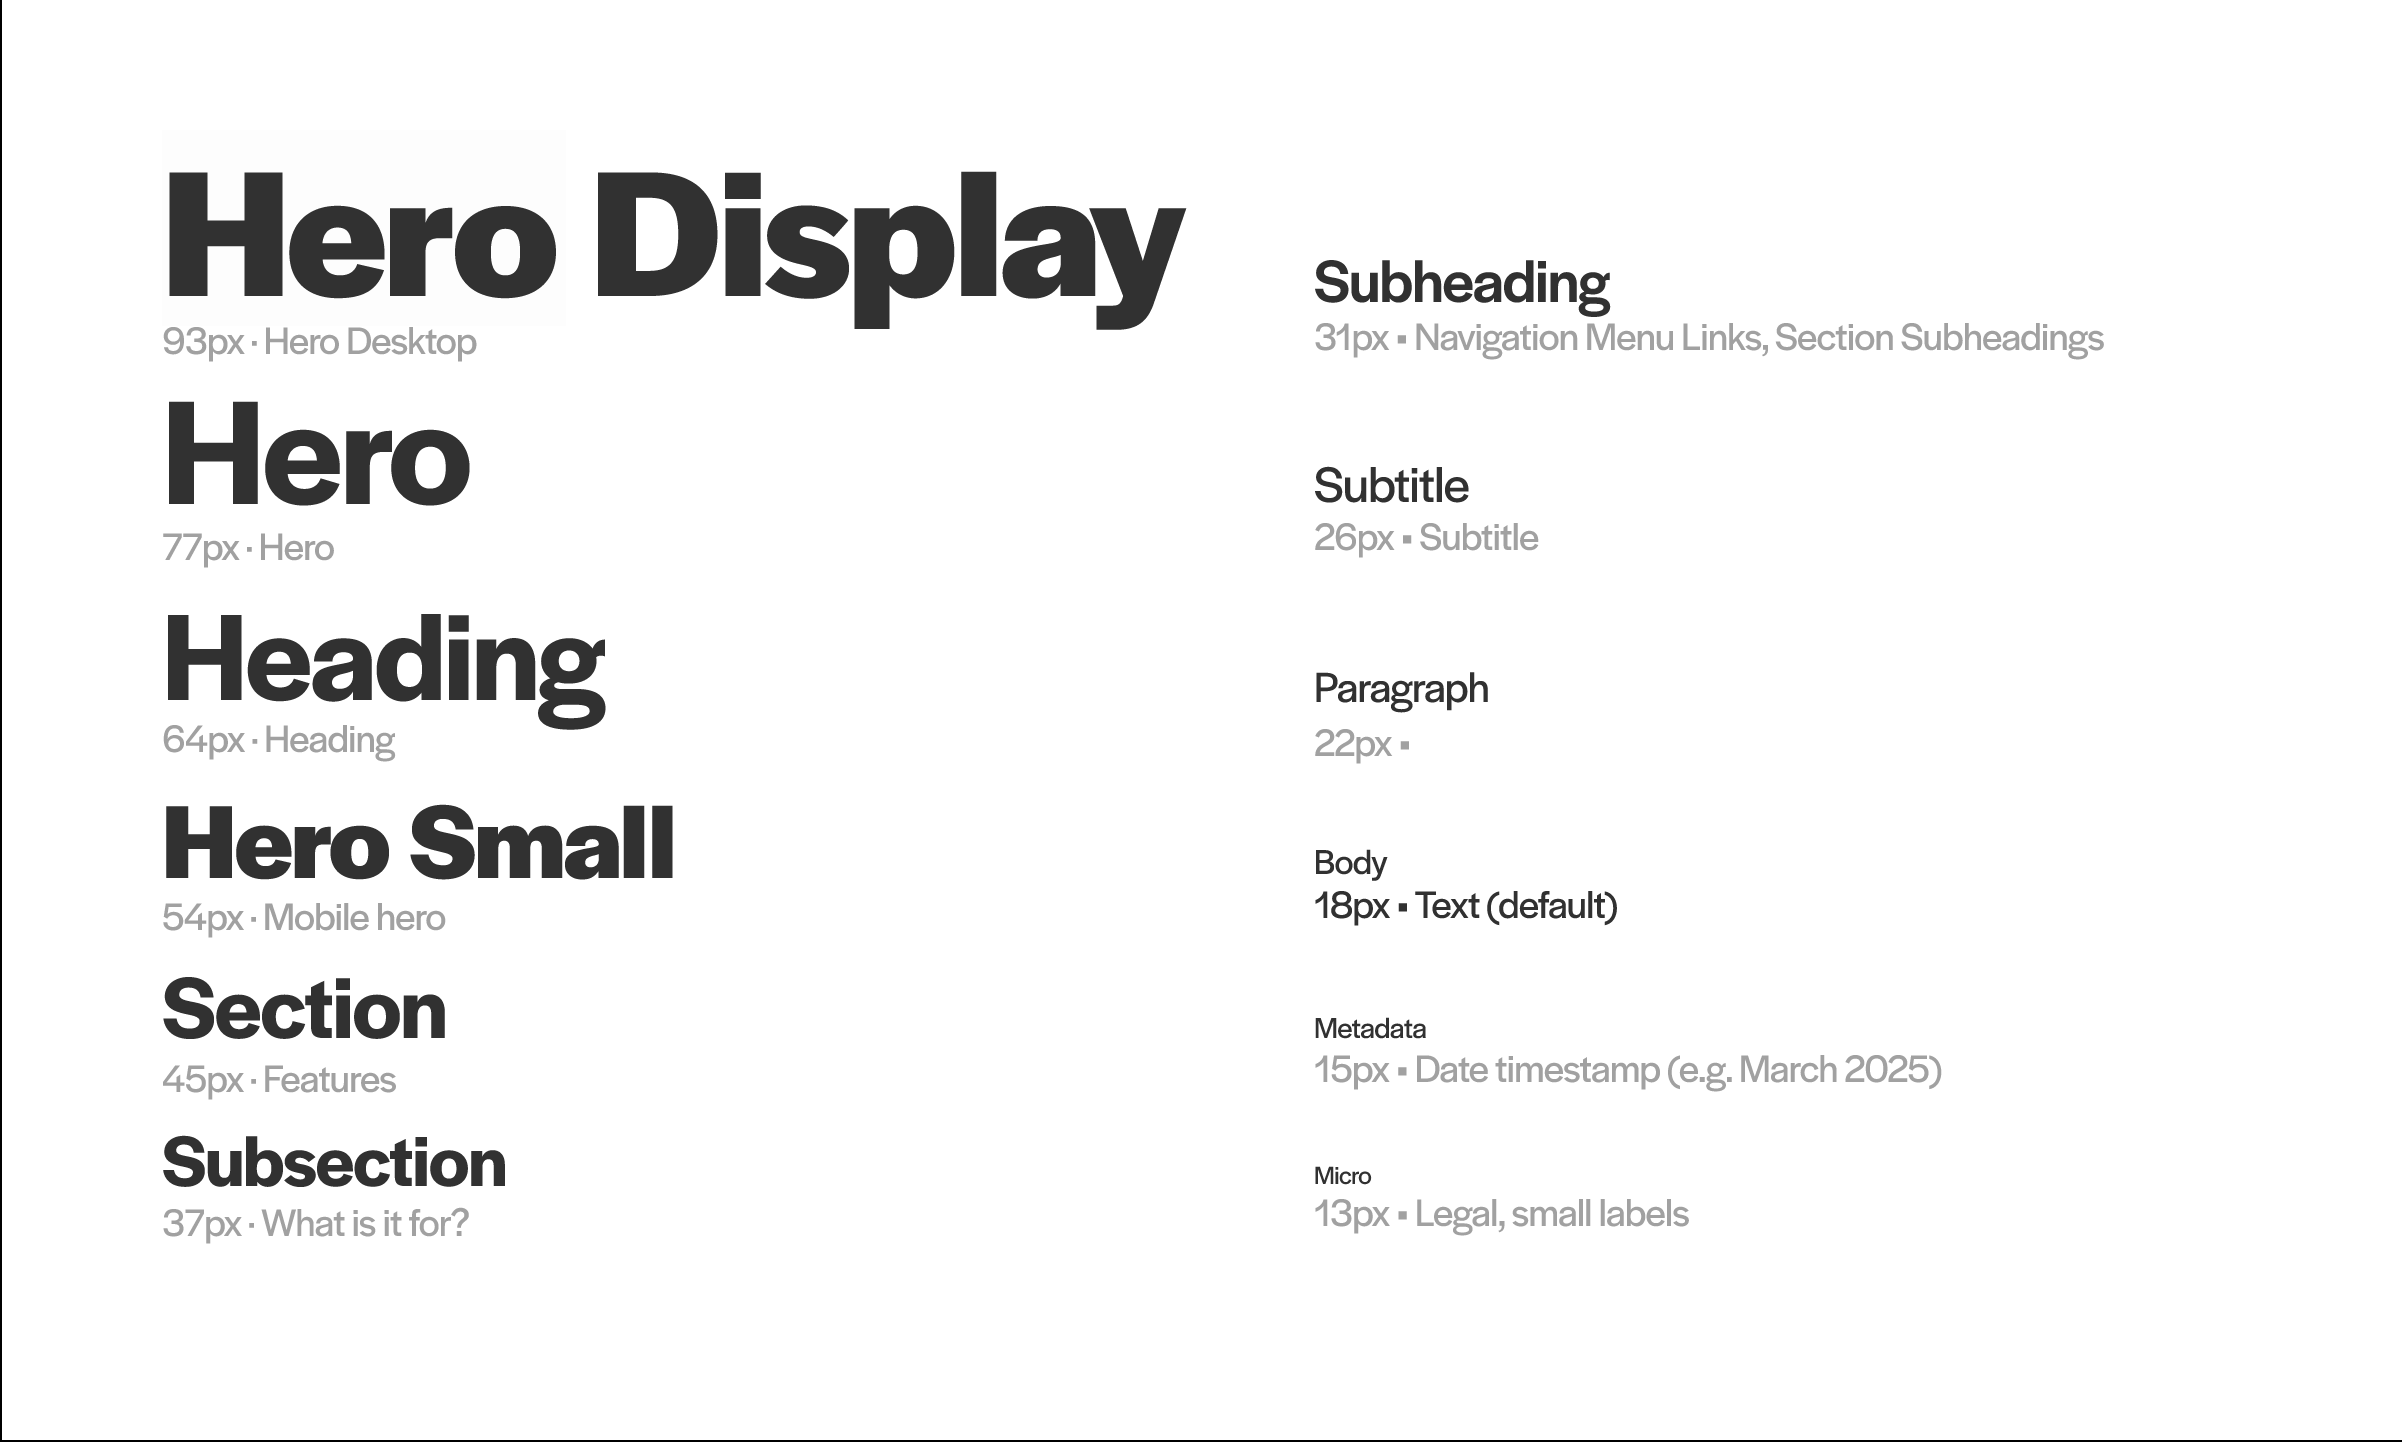 Hero Display
93px · Hero Desktop
Hero
77px · Hero
Heading
64px · Heading
Hero Small
54px · Mobile hero
Section
45px · Features
Subsection
37px · What is it for?
Subheading
31px ▪ Navigation Menu Links, Section Subheadings
Subtitle
26px ▪ Subtitle
Paragraph
22px ▪
Body
18px ▪ Text (default)
Metadata
15px ▪ Date timestamp (e.g. March 2025)
Micro
13px ▪ Legal, small labels